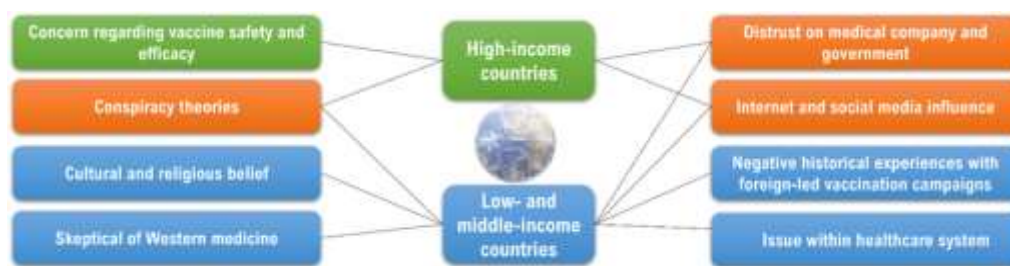 Concern regarding vaccine safety and
efficacy
Conspiracy theories
Cultural and religious belief
Skeptical of Western medicine
High-income
countries
Low- and
middle-income
countries
Distrust on medical company and
government
Internet and social media influence
Negative historical experiences with
foreign-led vaccination campaigns
Issue within healthcare system